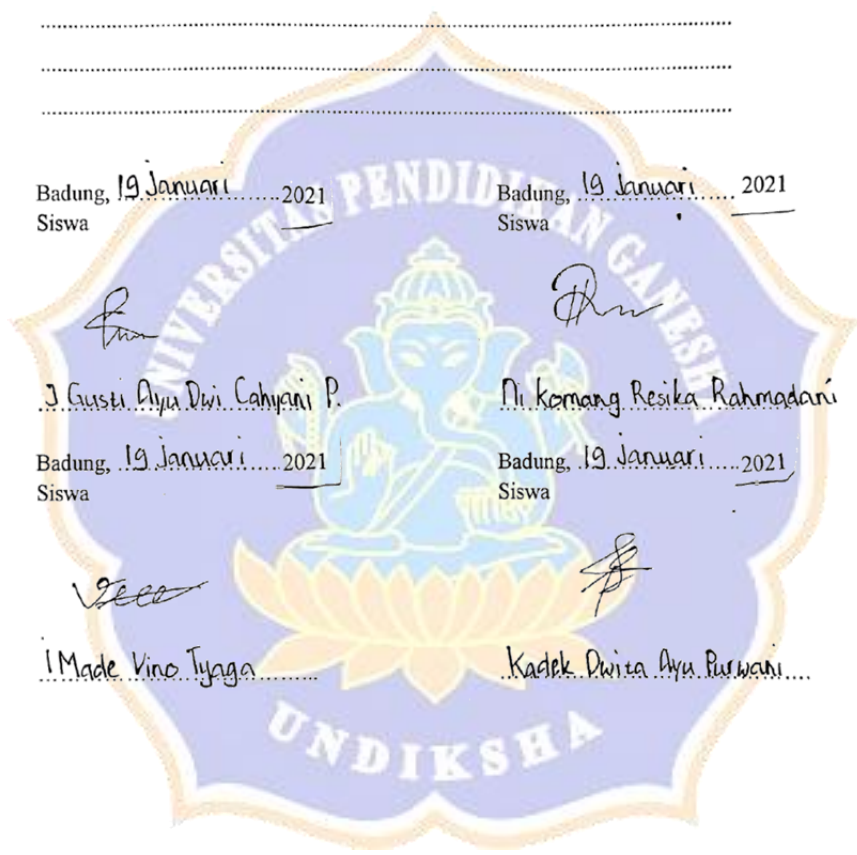 Badung, 19 Januari 2021
Siswa
Badung, 19 Januari 2021
Siswa
I Gusti Ayu Dwi Cahyani P.
Ni Komang Resika Rahmadani
Badung, 19 Januari 2021
Siswa
Badung, 19 Januari 2021
Siswa
I Made Vino Tyaga
Kadek Dwita Ayu Purwani
UNIVERSITAS PENDIDIKAN GANESHA
UNDIKSHA